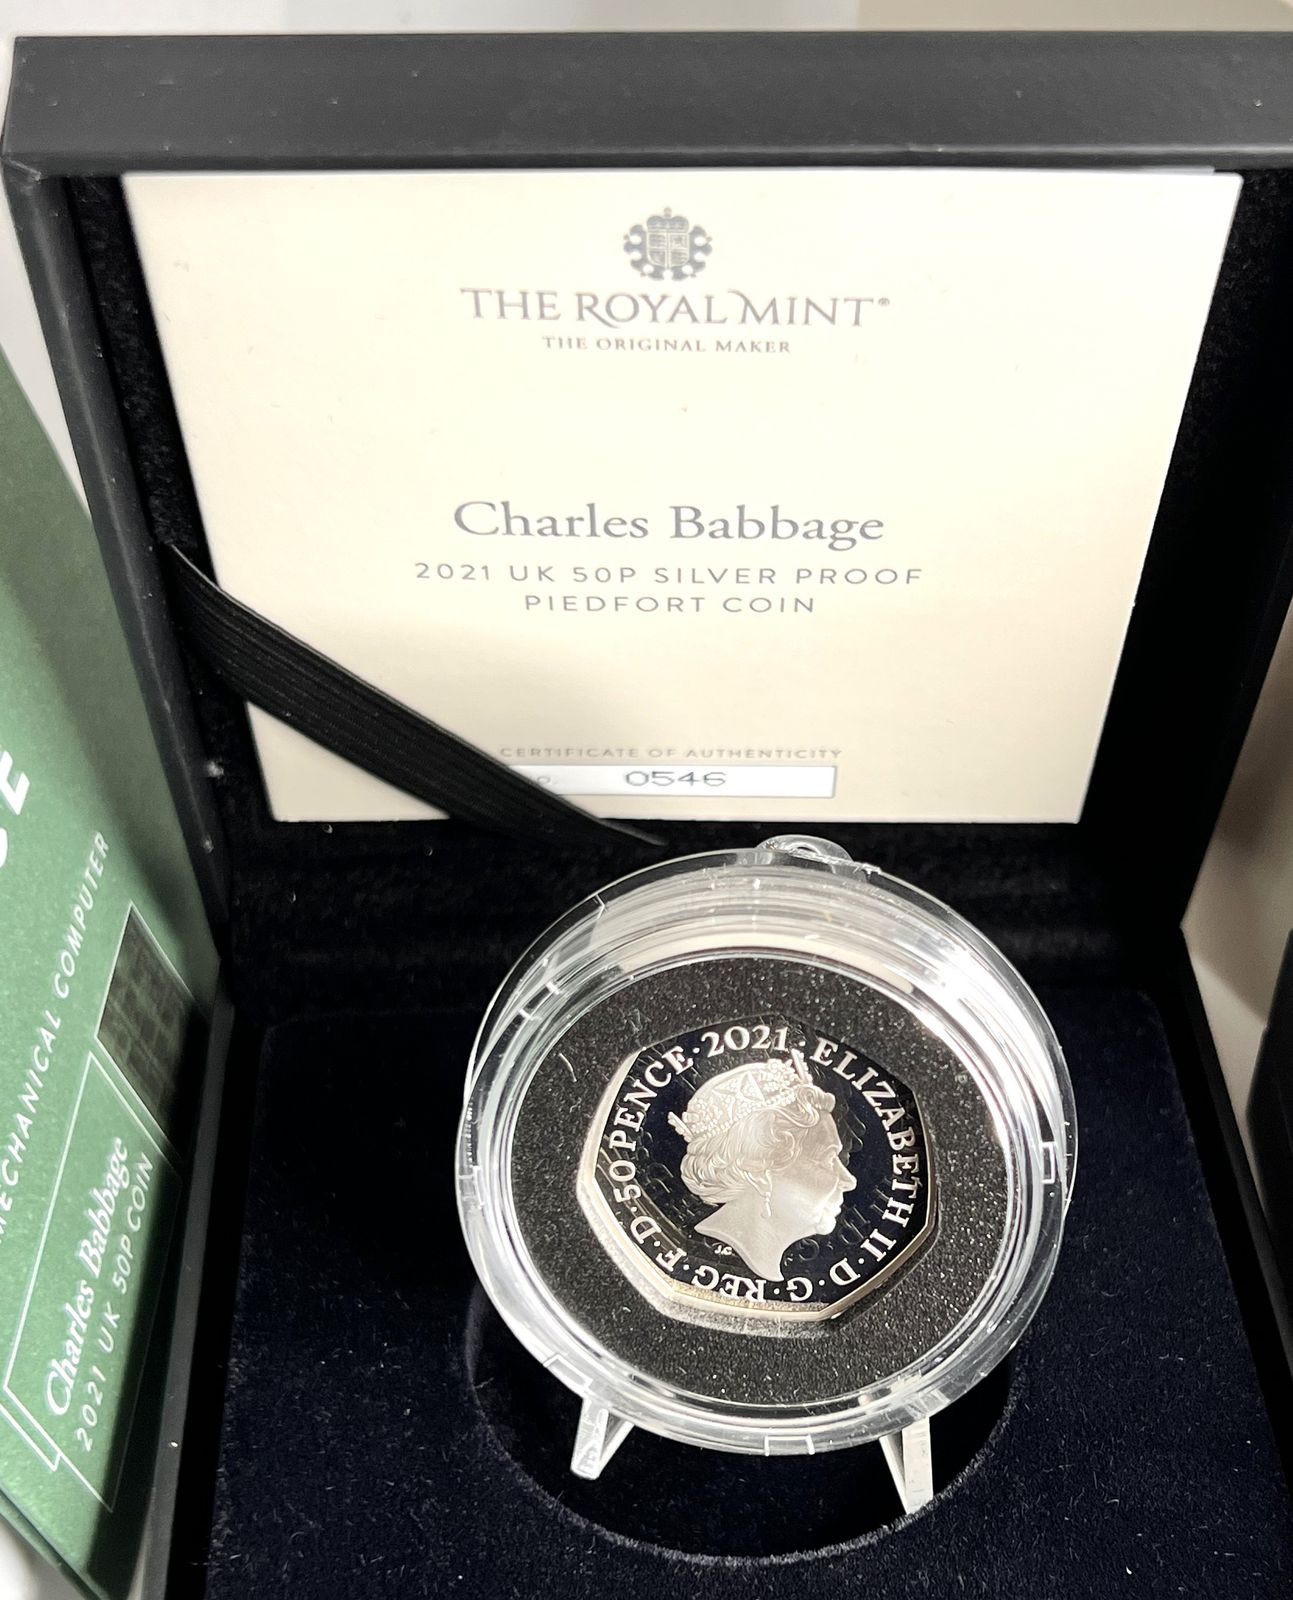 THE ROYAL MINT®
THE ORIGINAL MAKER
Charles Babbage
2021 UK 50P SILVER PROOF
PIEDFORT COIN
CERTIFICATE OF AUTHENTICITY
0546
ELIZABETH II · D · G · REG · F · D · 50 PENCE · 2021 ·
J.C
MECHANICAL COMPUTER
Charles Babbage
2021 UK 50P COIN